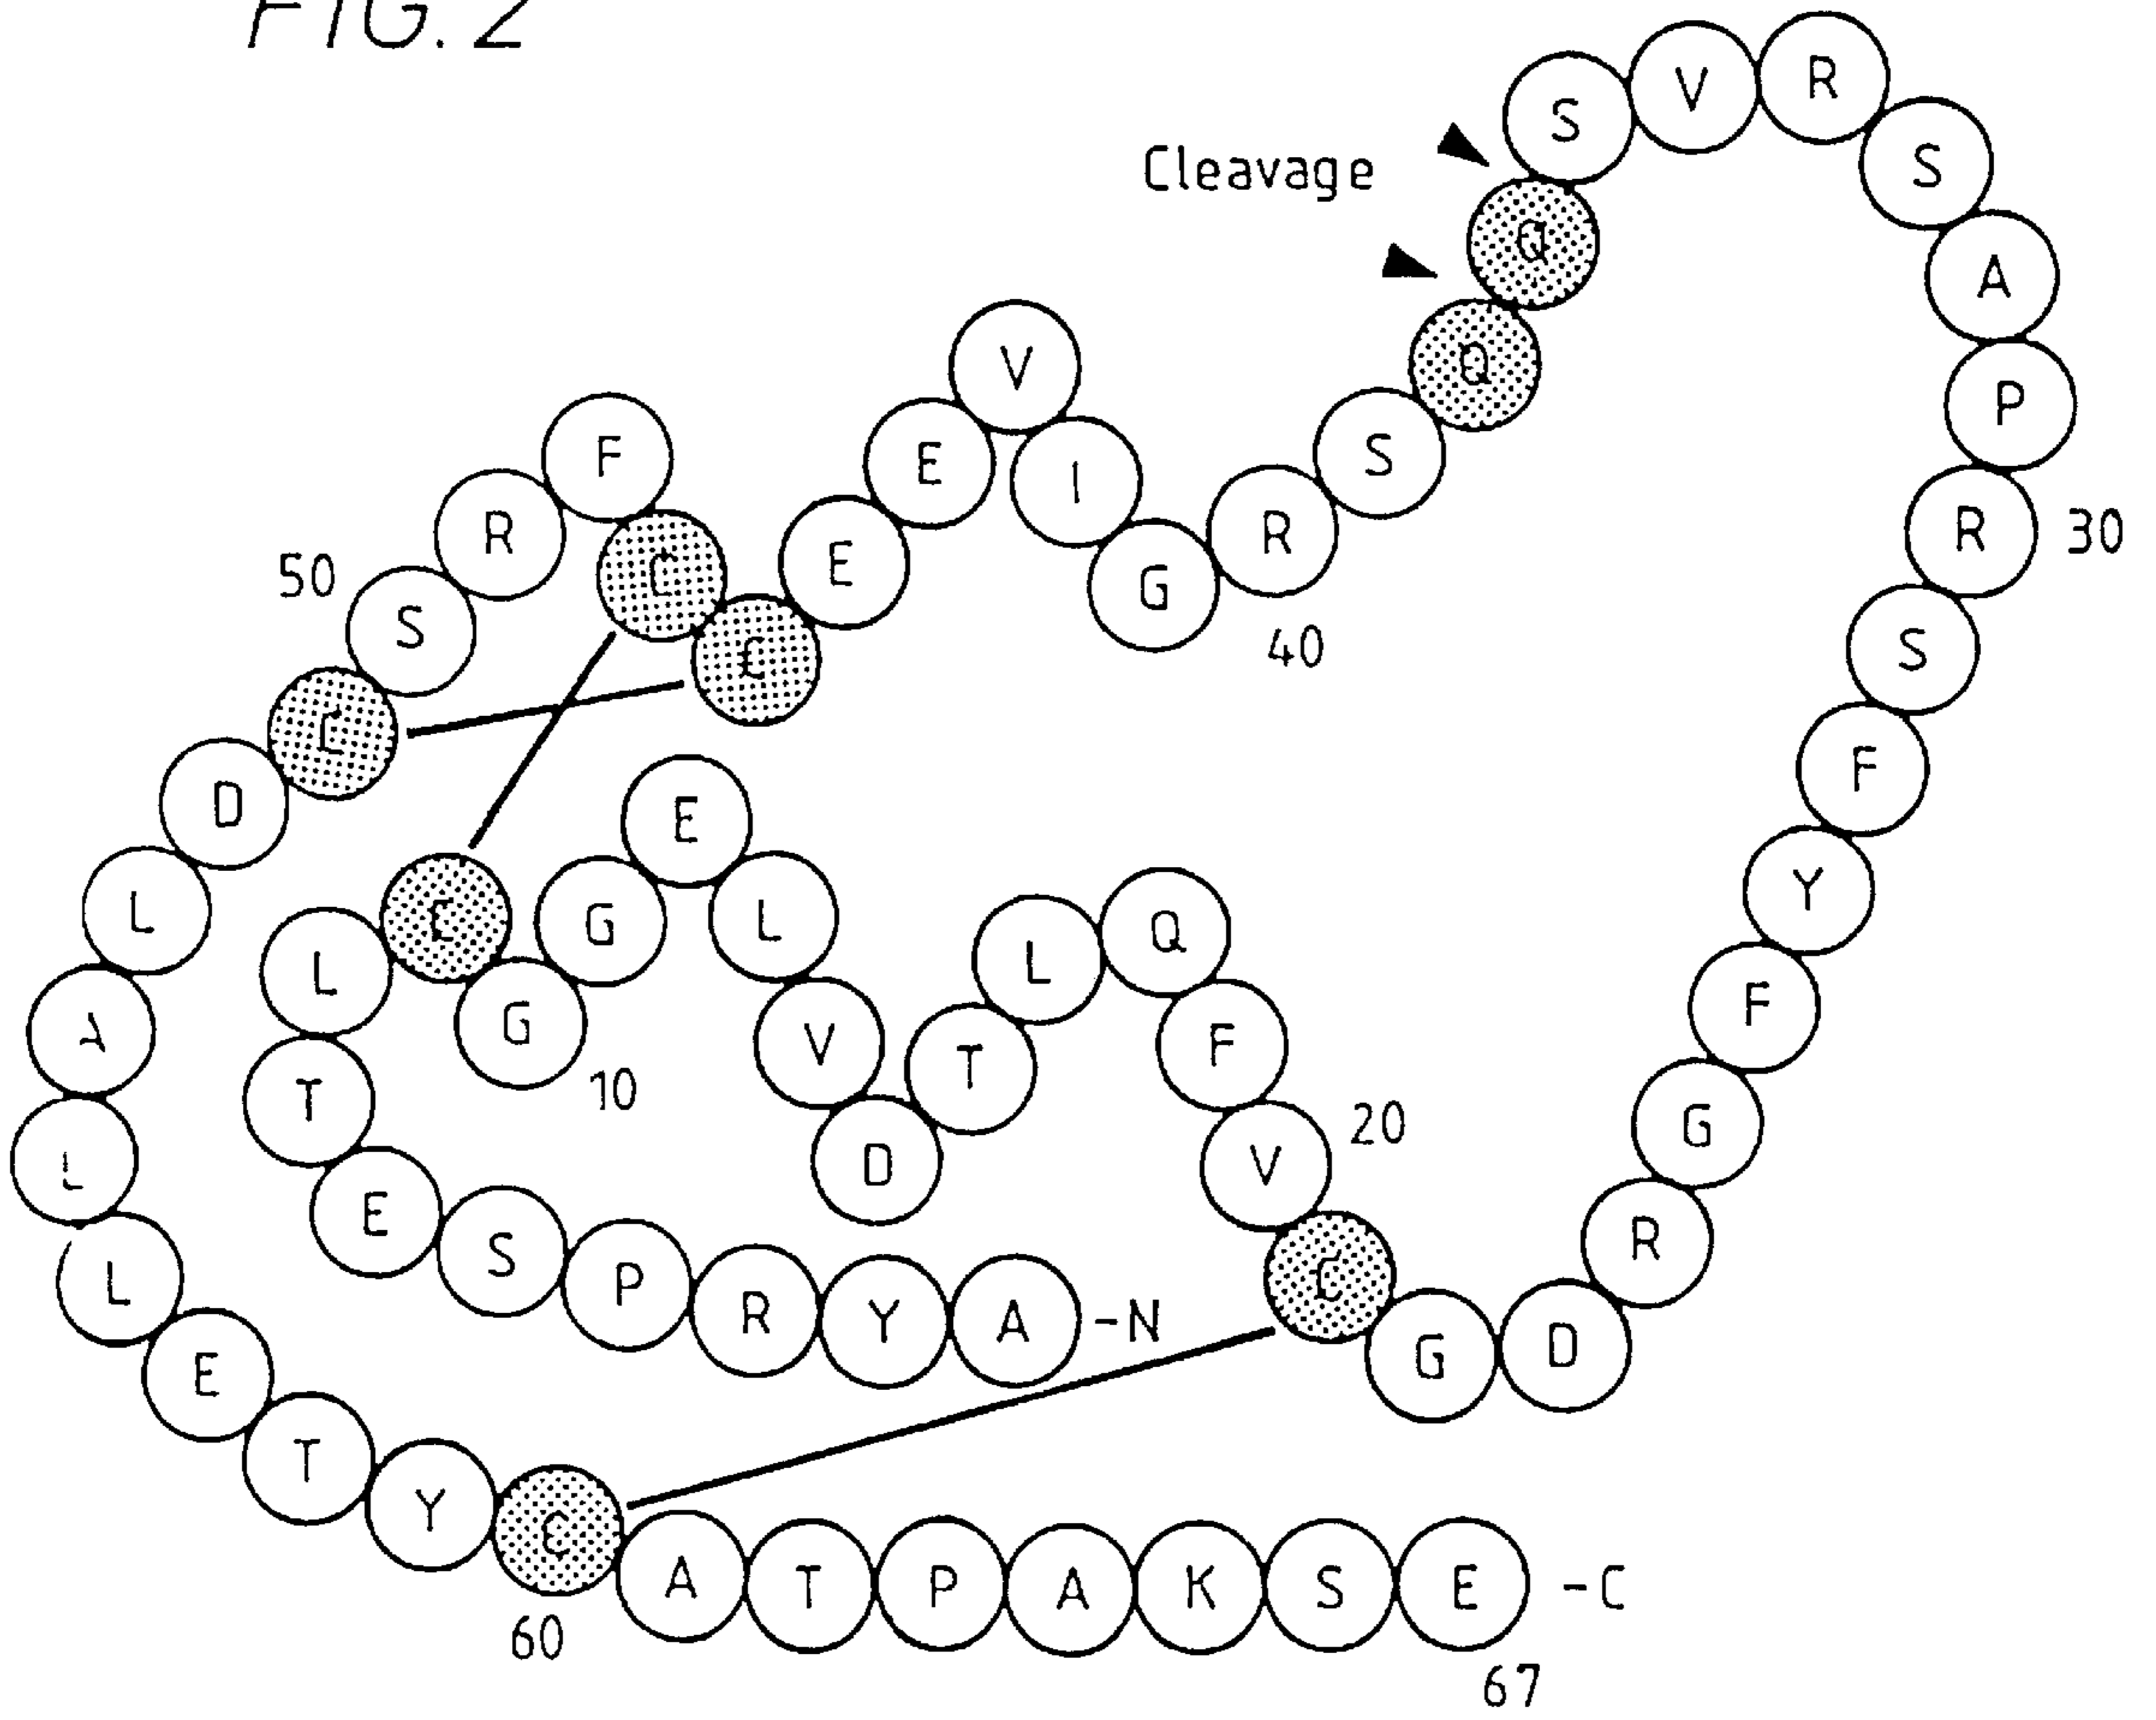 FIG. 2
Cleavage
N- A Y R P S E T L C G
10
G E L V D T L Q F V
20
C G D R G F Y F S R
30
P A S R V S Q Q S R
40
G I V E E C C F R S
50
C D L A L L E T Y C
60
A T P A K S E -C
67